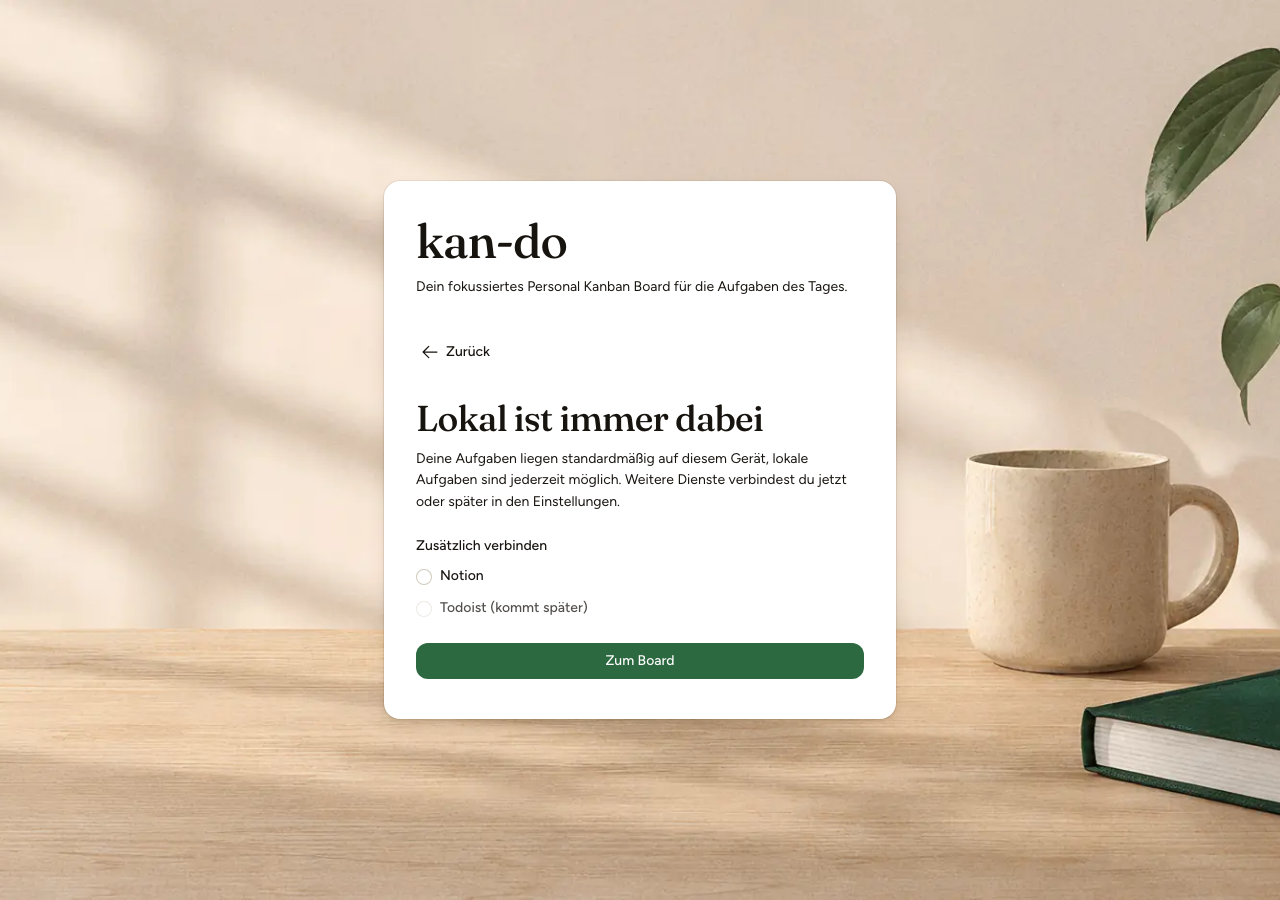 kan-do
Dein fokussiertes Personal Kanban Board für die Aufgaben des Tages.
Zurück
Lokal ist immer dabei
Deine Aufgaben liegen standardmäßig auf diesem Gerät, lokale
Aufgaben sind jederzeit möglich. Weitere Dienste verbindest du jetzt
oder später in den Einstellungen.
Zusätzlich verbinden
Notion
Todoist (kommt später)
Zum Board